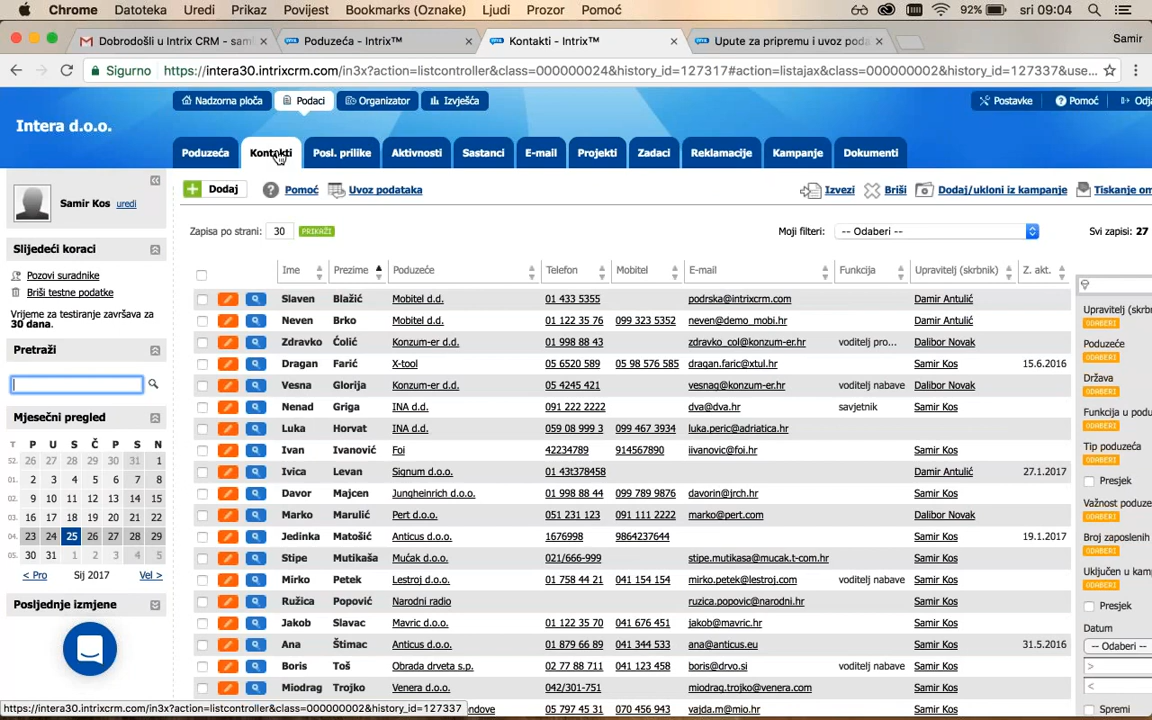 Chrome Datoteka Uredi Prikaz Povijest Bookmarks (Oznake) Ljudi Prozor Pomoć 92% sri 09:04
Dobrodošli u Intrix CRM - sam Poduzeća - Intrix™ Kontakti - Intrix™ Upute za pripremu i uvoz poda Samir
Sigurno https://intera30.intrixcrm.com/in3x?action=listcontroller&class=000000024&history_id=127317#action=listajax&class=000000002&history_id=127337&use...
Nadzorna ploča Podaci Organizator Izvješća Postavke Pomoć Odj
Intera d.o.o.
Poduzeća Kontakti Posl. prilike Aktivnosti Sastanci E-mail Projekti Zadaci Reklamacije Kampanje Dokumenti
Dodaj Pomoć Uvoz podataka Izvezi Briši Dodaj/ukloni iz kampanje Tiskanje om
Samir Kos uredi
Zapisa po strani: 30 PRIKAŽI Moji filteri: -- Odaberi -- Svi zapisi: 27
Slijedeći koraci
Pozovi suradnike
Briši testne podatke
Vrijeme za testiranje završava za
30 dana.
Pretraži
Mjesečni pregled
T P U S Č P S N
52. 26 27 28 29 30 31 1
01. 2 3 4 5 6 7 8
02. 9 10 11 12 13 14 15
03. 16 17 18 19 20 21 22
04. 23 24 25 26 27 28 29
05. 30 31 1 2 3 4 5
< Pro Sij 2017 Vel >
Posljednje izmjene
Ime Prezime Poduzeće Telefon Mobitel E-mail Funkcija Upravitelj (skrbnik) Z. akt.
Slaven Blažić Mobitel d.d. 01 433 5355 podrska@intrixcrm.com Damir Antulić
Neven Brko Mobitel d.d. 01 122 35 76 099 323 5352 neven@demo_mobi.hr Damir Antulić
Zdravko Ćolić Konzum-er d.d. 01 998 88 43 zdravko_col@konzum-er.hr voditelj pro... Dalibor Novak
Dragan Farić X-tool 05 6520 589 05 98 576 585 dragan.faric@xtul.hr Samir Kos 15.6.2016
Vesna Glorija Konzum-er d.d. 05 4245 421 vesnag@konzum-er.hr voditelj nabave Dalibor Novak
Nenad Griga INA d.d. 091 222 2222 dva@dva.hr savjetnik Samir Kos
Luka Horvat INA d.d. 059 08 999 3 099 467 3934 luka.peric@adriatica.hr
Ivan Ivanović Foi 42234789 914567890 iivanovic@foi.hr Samir Kos
Ivica Levan Signum d.o.o. 01 43t378458 Damir Antulić 27.1.2017
Davor Majcen Jungheinrich d.o.o. 01 998 88 44 099 789 9876 davorin@jrch.hr Samir Kos
Marko Marulić Pert d.o.o. 051 231 123 091 111 2222 marko@pert.com Dalibor Novak
Jedinka Matošić Anticus d.o.o. 1676998 9864237644 Samir Kos 19.1.2017
Stipe Mutikaša Mućak d.o.o. 021/666-999 stipe.mutikasa@mucak.t-com.hr Samir Kos
Mirko Petek Lestroj d.o.o. 01 758 44 21 041 154 154 mirko.petek@lestroj.com voditelj nabave Samir Kos
Ružica Popović Narodni radio ruzica.popovic@narodni.hr Samir Kos
Jakob Slavac Mavric d.o.o. 01 122 35 70 041 676 451 jakob@mavric.hr Samir Kos
Ana Štimac Anticus d.o.o. 01 879 66 89 041 344 533 ana@anticus.eu Samir Kos 31.5.2016
Boris Toš Obrada drveta s.p. 02 77 88 711 041 123 458 boris@drvo.si voditelj nabave Samir Kos
Miodrag Trojko Venera d.o.o. 042/301-751 miodrag.trojko@venera.com Samir Kos
ondove 05 797 45 31 070 456 943 vajda.m@mio.hr Samir Kos
Upravitelj (skrb
ODABERI
Poduzeće
ODABERI
Država
ODABERI
Funkcija u podu
ODABERI
Tip poduzeća
ODABERI
Presjek
Važnost poduze
ODABERI
Broj zaposlenih
ODABERI
Uključen u kam
ODABERI
Presjek
Datum
-- Odaberi --
>
<
Spremi
https://intera30.intrixcrm.com/in3x?action=listcontroller&class=000000002&history_id=127337